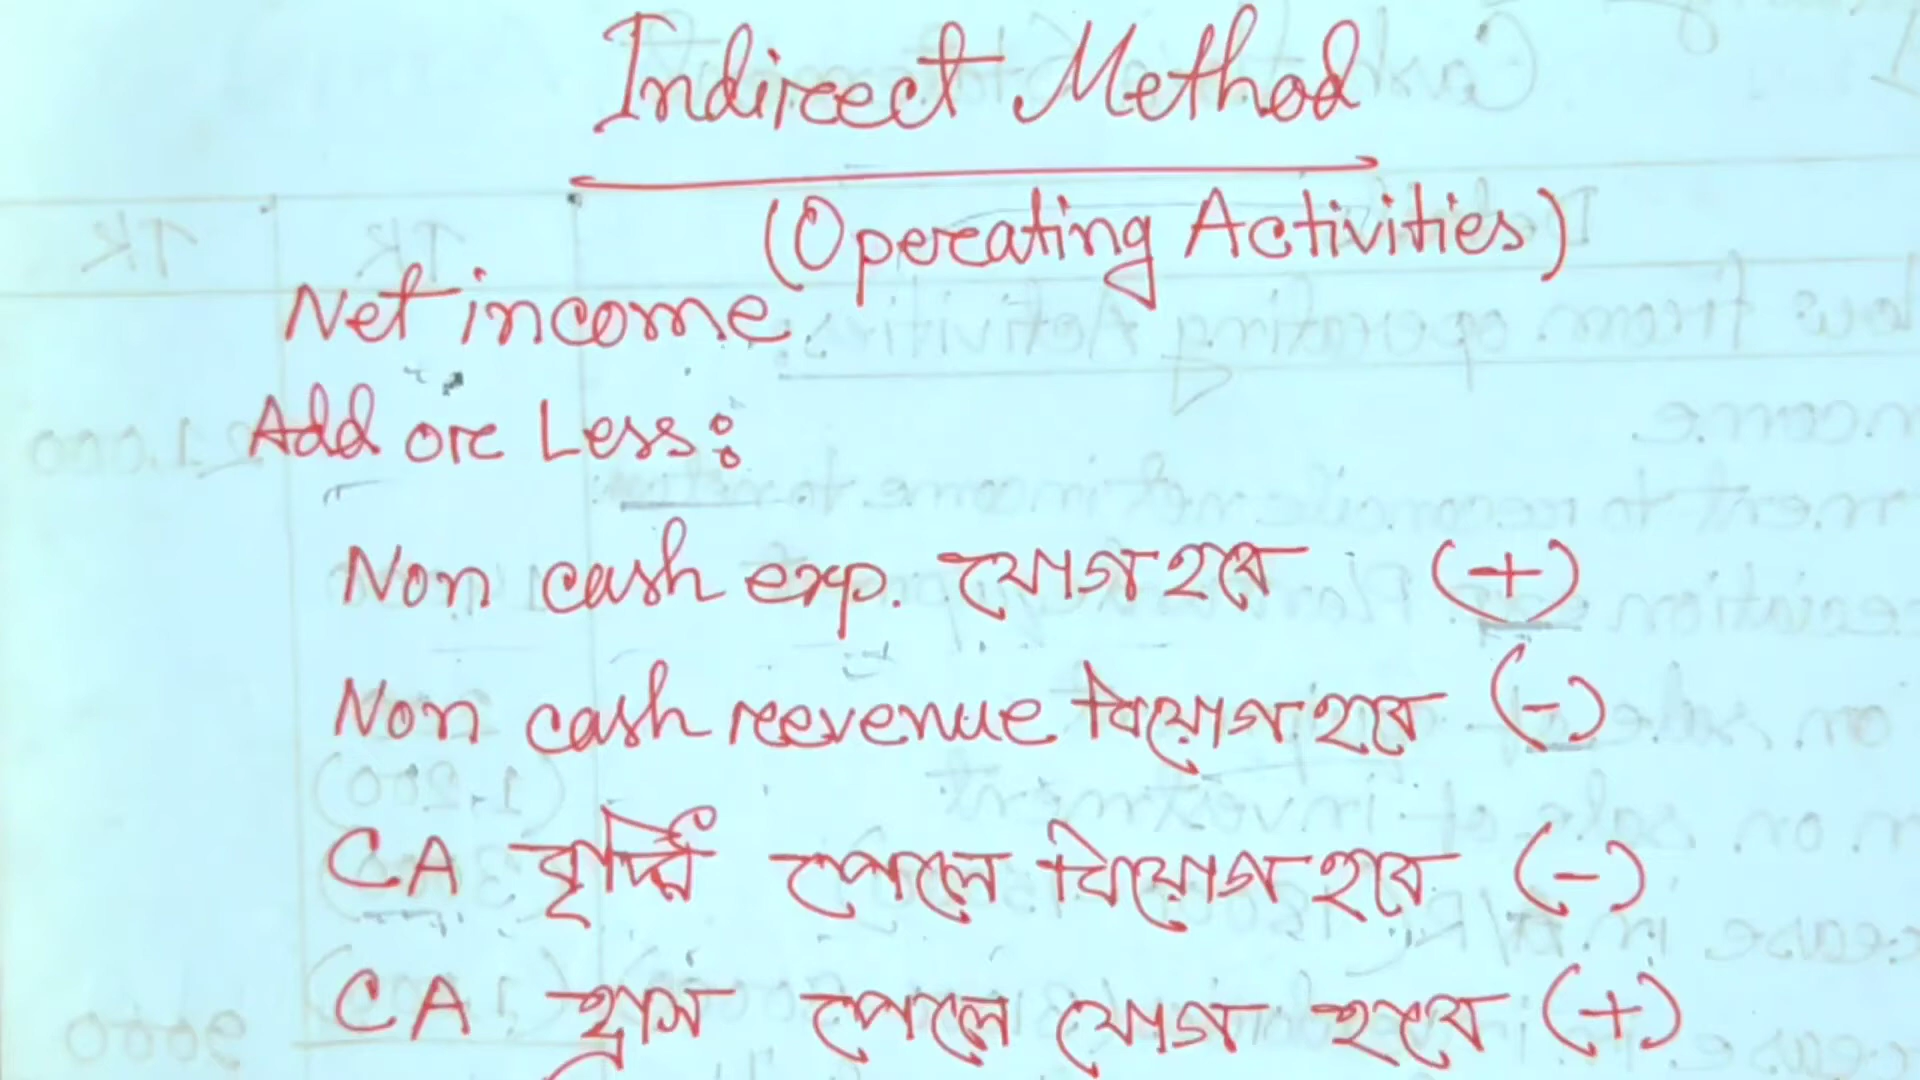 Indirect Method
(Operating Activities)
Net income
Add or Less:
Non cash exp. যোগ হবে (+)
Non cash revenue বিয়োগ হবে (-)
CA বৃদ্ধি পেলে বিয়োগ হবে (-)
CA হ্রাস পেলে যোগ হবে (+)